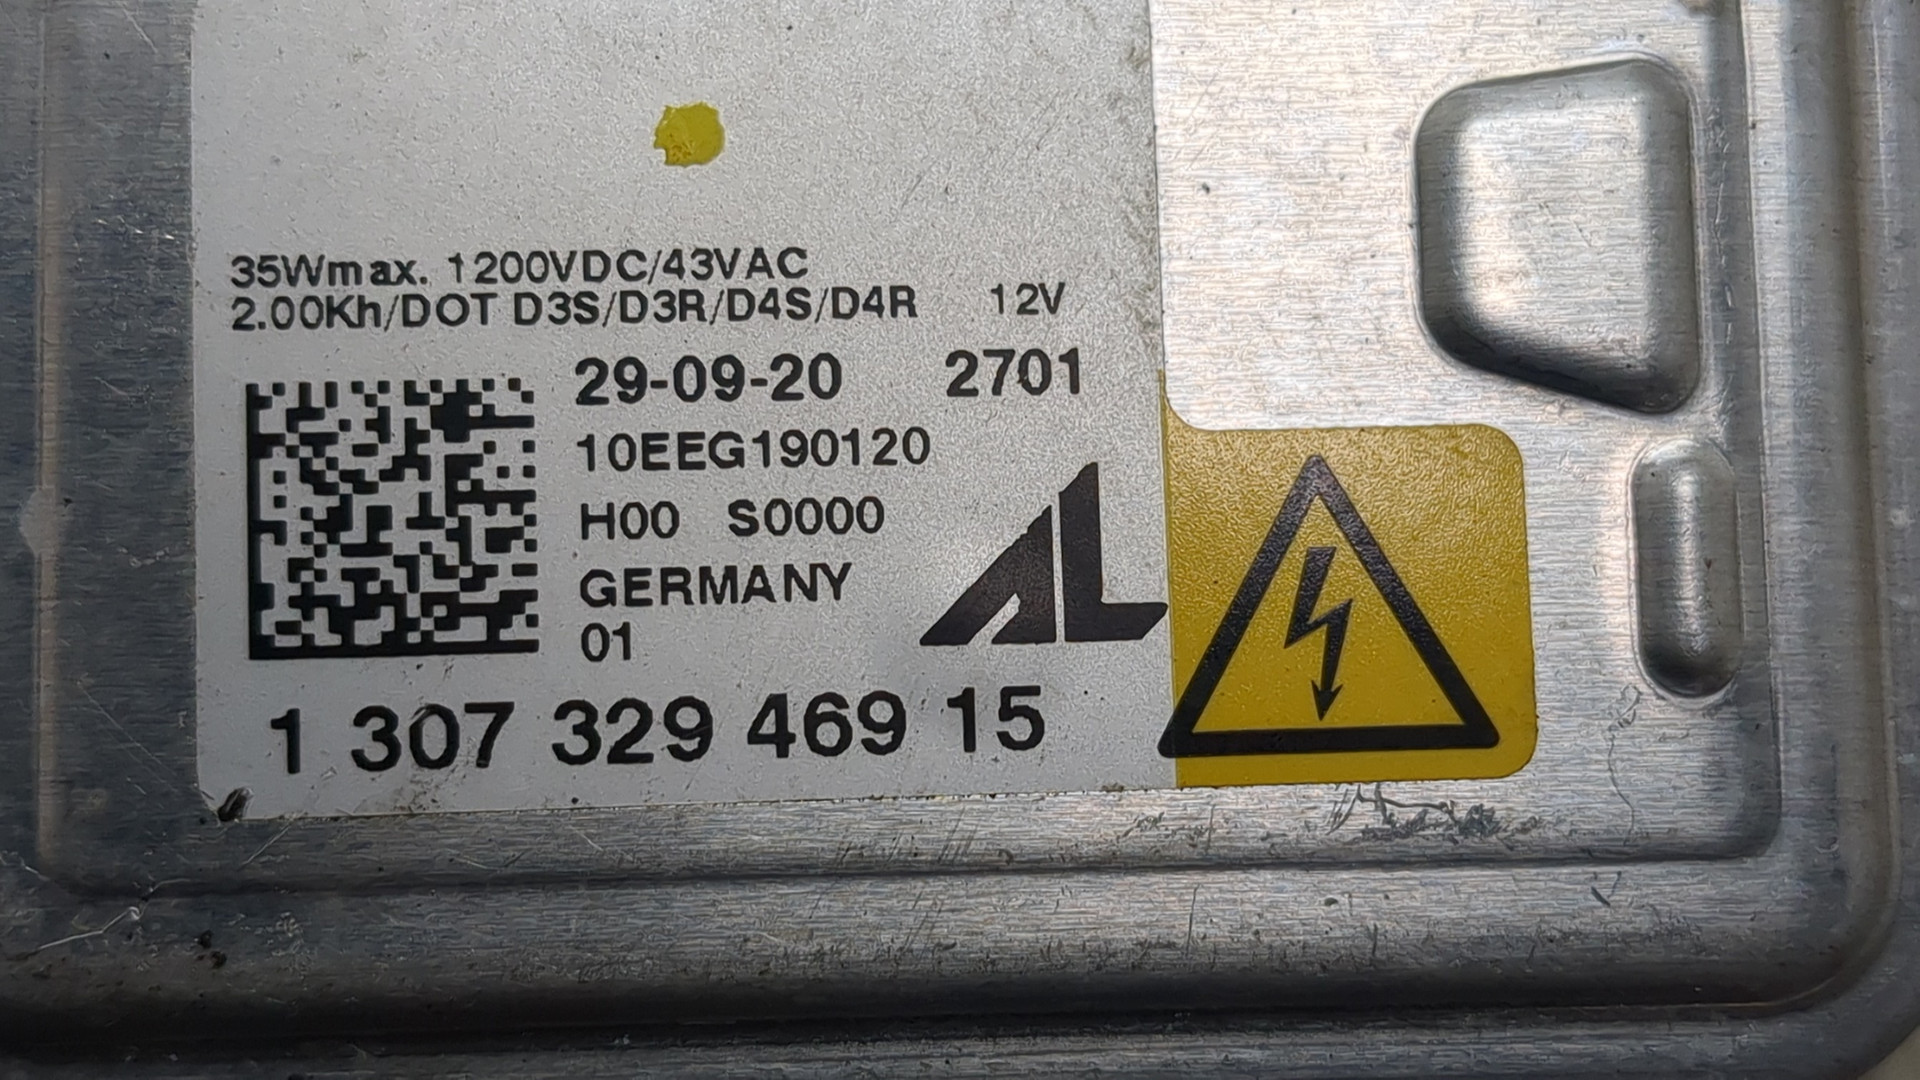 35Wmax. 1200VDC/43VAC
2.00Kh/DOT D3S/D3R/D4S/D4R 12V
29-09-20 2701
10EEG190120
H00 S0000
GERMANY
01
AL
1 307 329 469 15